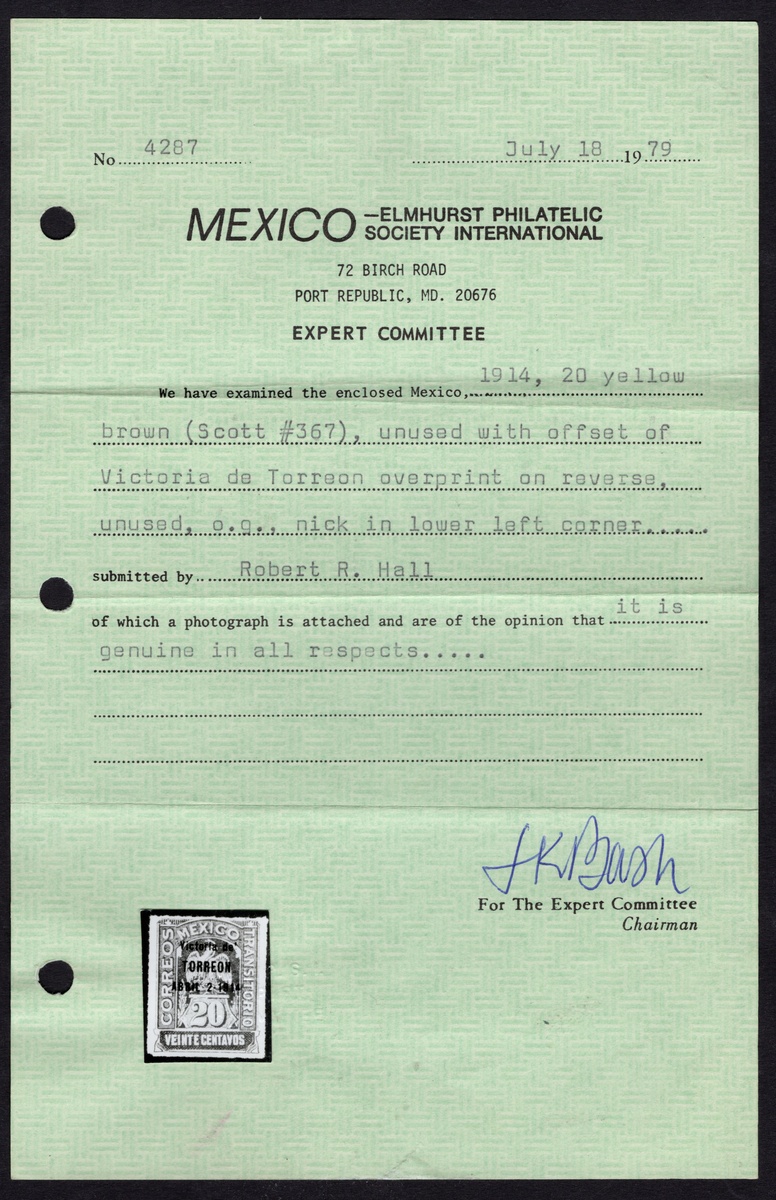 No 4287 July 18 1979
MEXICO –ELMHURST PHILATELIC
SOCIETY INTERNATIONAL
72 BIRCH ROAD
PORT REPUBLIC, MD. 20676
EXPERT COMMITTEE
We have examined the enclosed Mexico, 1914, 20 yellow
brown (Scott #367), unused with offset of
Victoria de Torreon overprint on reverse,
unused, o.g., nick in lower left corner.....
submitted by Robert R. Hall
of which a photograph is attached and are of the opinion that it is
genuine in all respects.....
For The Expert Committee
Chairman
CORREOS MEXICO TRANSITORIO
Victoria de
TORREON
ABRIL 2-1914
20
VEINTE CENTAVOS